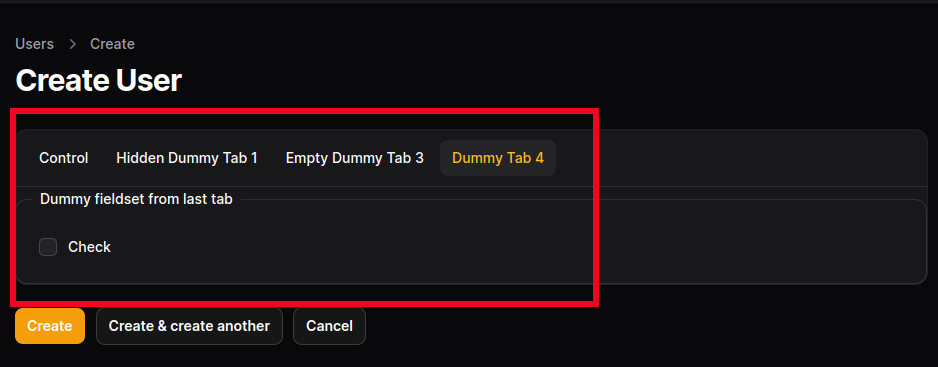 Users > Create
Create User
Control Hidden Dummy Tab 1 Empty Dummy Tab 3 Dummy Tab 4
Dummy fieldset from last tab
Check
Create Create & create another Cancel